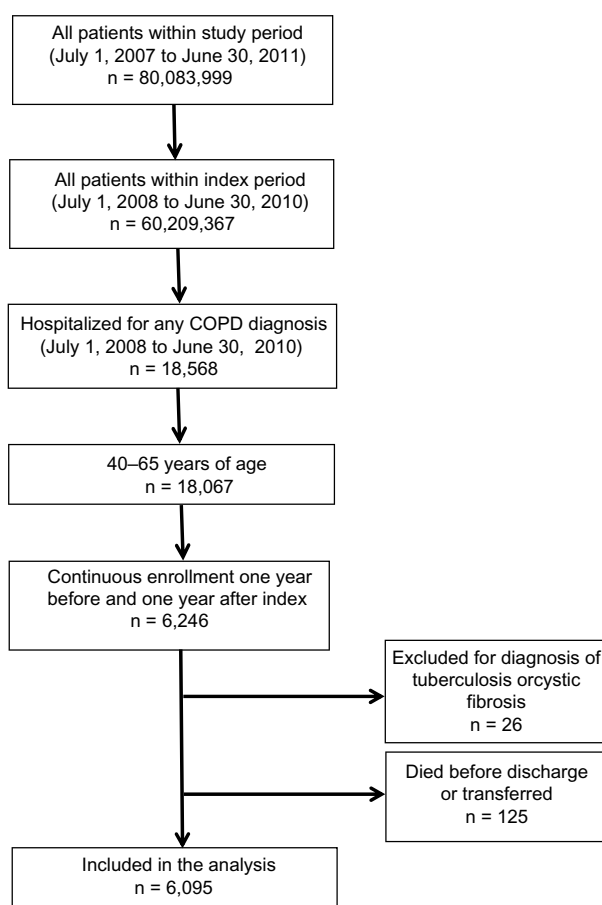 All patients within study period
(July 1, 2007 to June 30, 2011)
n = 80,083,999
All patients within index period
(July 1, 2008 to June 30, 2010)
n = 60,209,367
Hospitalized for any COPD diagnosis
(July 1, 2008 to June 30, 2010)
n = 18,568
40–65 years of age
n = 18,067
Continuous enrollment one year
before and one year after index
n = 6,246
Excluded for diagnosis of
tuberculosis orcystic
fibrosis
n = 26
Died before discharge
or transferred
n = 125
Included in the analysis
n = 6,095